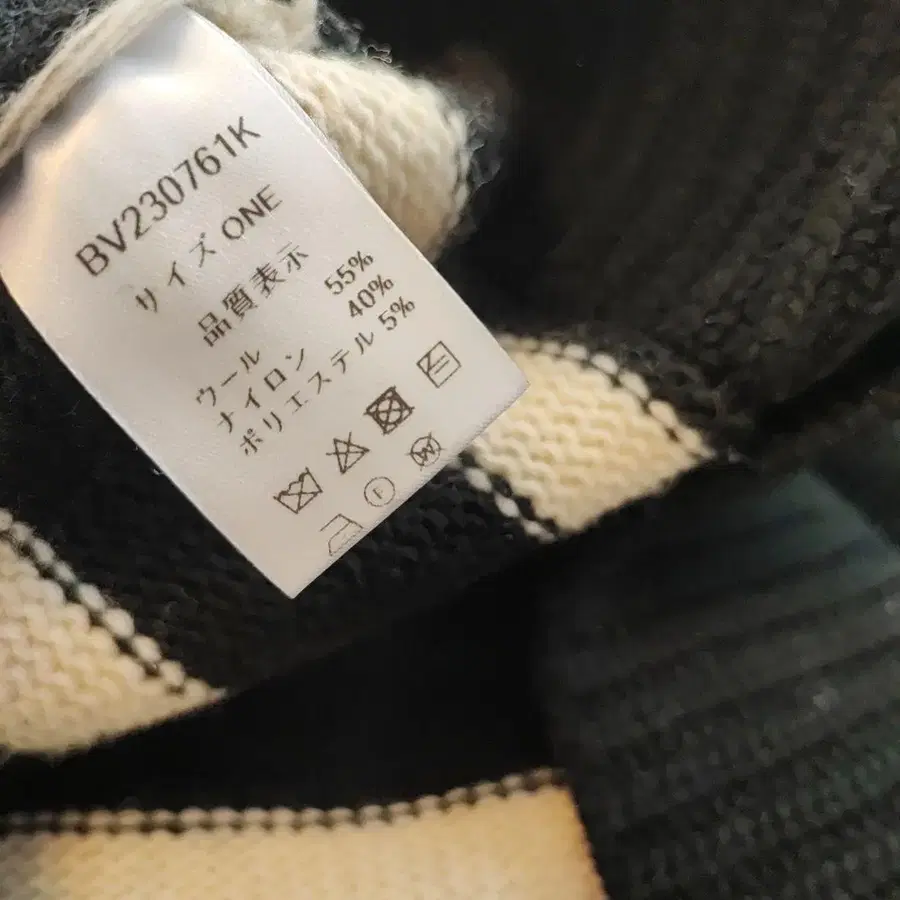 BV230761K
サイズ ONE
品質表示
ウール 55%
ナイロン 40%
ポリエステル 5%
F